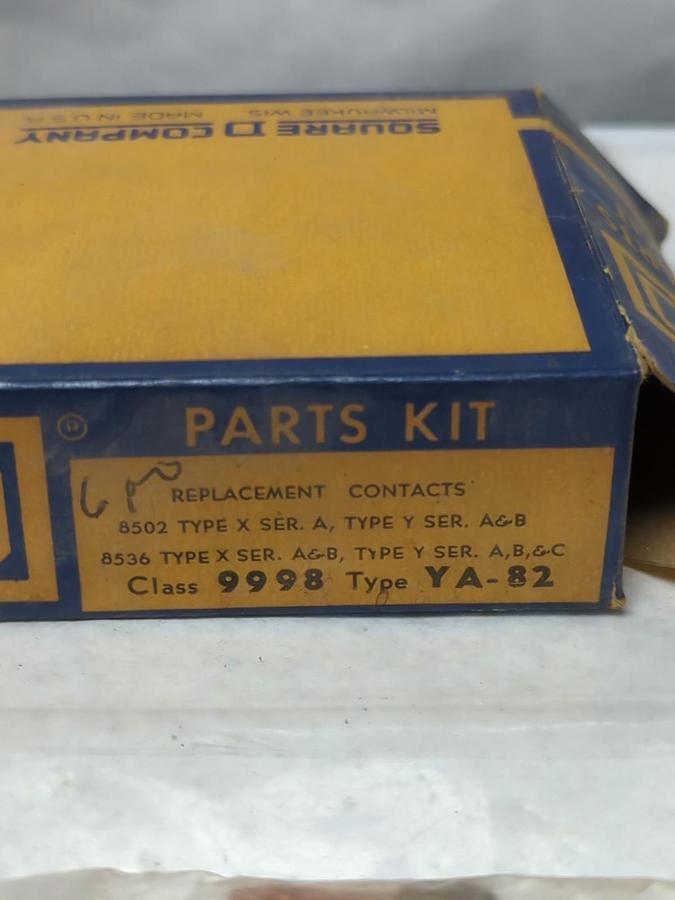 SQUARE D COMPANY
MILWAUKEE WIS. MADE IN U.S.A.
PARTS KIT
REPLACEMENT CONTACTS
8502 TYPE X SER. A, TYPE Y SER. A&B
8536 TYPE X SER. A&B, TYPE Y SER. A,B,&C
Class 9998 Type YA-82